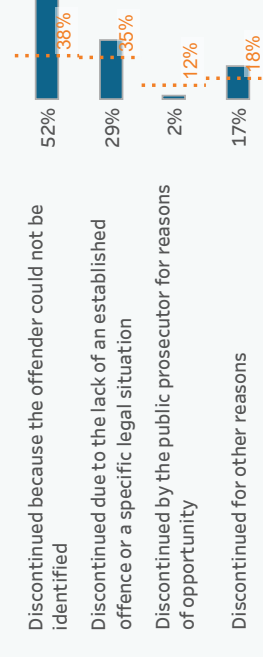 38%
52%
Discontinued because the offender could not be
identified
35%
29%
Discontinued due to the lack of an established
offence or a specific legal situation
12%
2%
Discontinued by the public prosecutor for reasons
of opportunity
18%
17%
Discontinued for other reasons